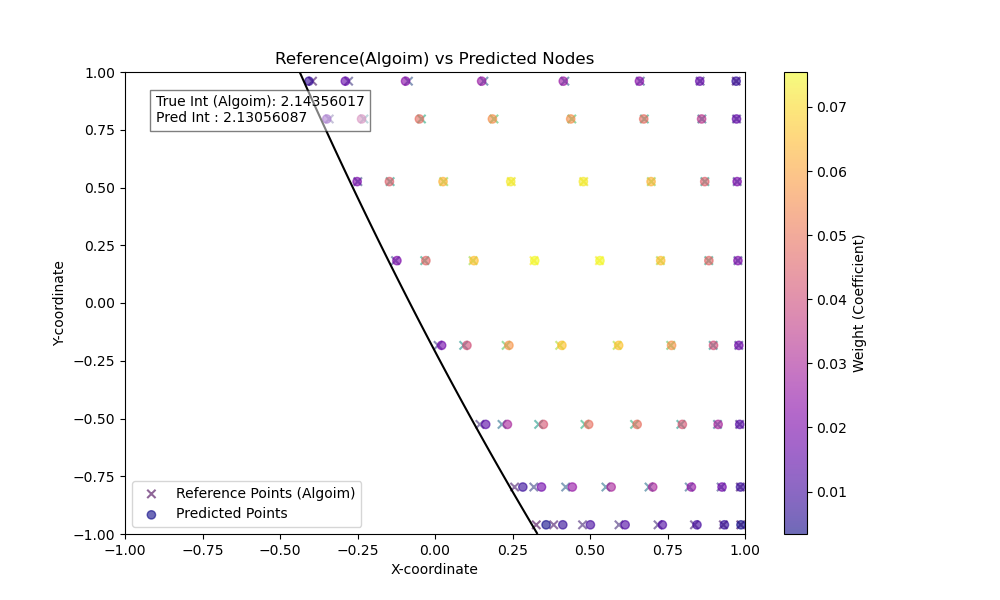 Reference(Algoim) vs Predicted Nodes
True Int (Algoim): 2.14356017
Pred Int : 2.13056087
1.00
0.75
0.50
0.25
0.00
−0.25
−0.50
−0.75
−1.00
Y-coordinate
Reference Points (Algoim)
Predicted Points
−1.00 −0.75 −0.50 −0.25 0.00 0.25 0.50 0.75 1.00
X-coordinate
0.07
0.06
0.05
0.04
0.03
0.02
0.01
Weight (Coefficient)